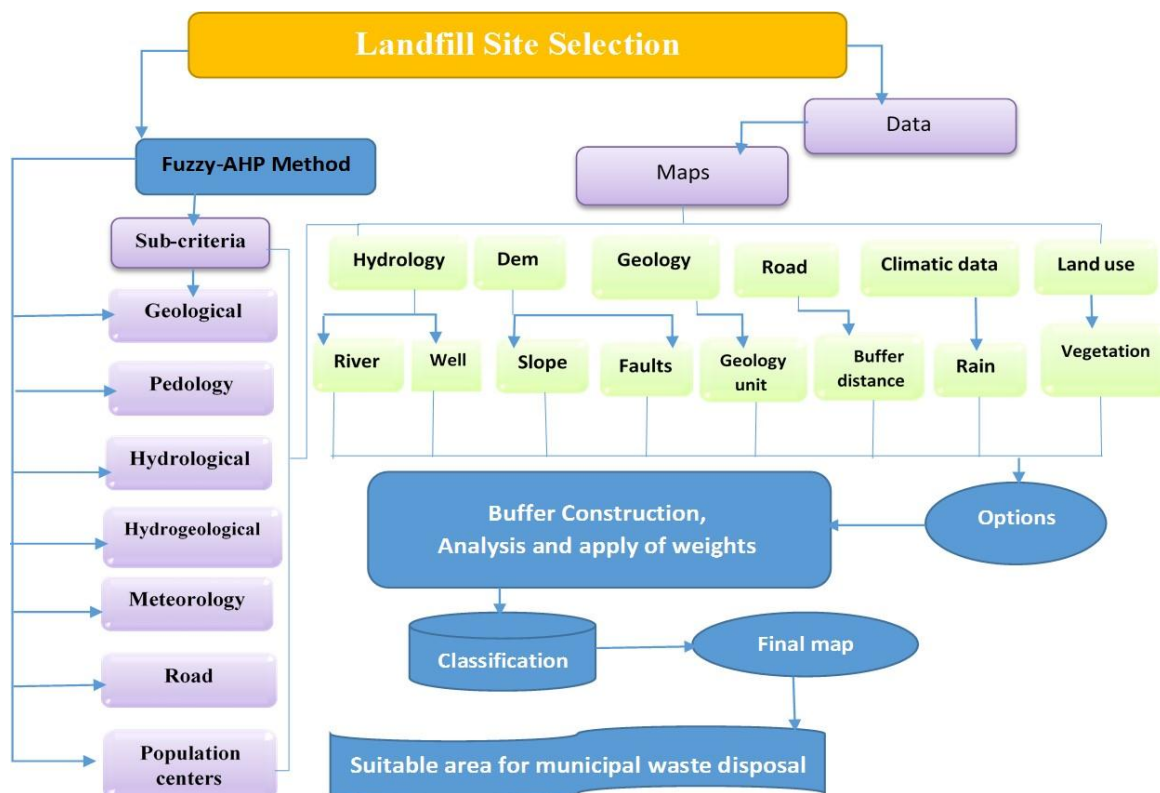 Landfill Site Selection
Data
Fuzzy-AHP Method
Maps
Sub-criteria
Geological
Pedology
Hydrological
Hydrogeological
Meteorology
Road
Population
centers
Hydrology
Dem
Geology
Road
Climatic data
Land use
River
Well
Slope
Faults
Geology
unit
Buffer
distance
Rain
Vegetation
Options
Buffer Construction,
Analysis and apply of weights
Classification
Final map
Suitable area for municipal waste disposal